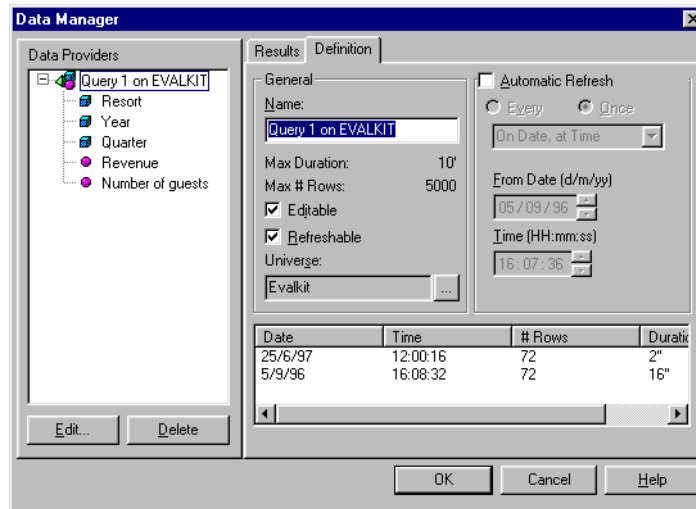 Data Manager
Data Providers
Query 1 on EVALKIT
Resort
Year
Quarter
Revenue
Number of guests
Edit...
Delete
Results
Definition
General
Name:
Query 1 on EVALKIT
Max Duration: 10'
Max # Rows: 5000
Editable
Refreshable
Universe:
Evalkit
...
Automatic Refresh
Every Once
On Date, at Time
From Date (d/m/yy)
05/09/96
Time (HH:mm:ss)
16:07:36
Date Time # Rows
25/6/97 12:00:16 72 2"
5/9/96 16:08:32 72 16"
OK
Cancel
Help